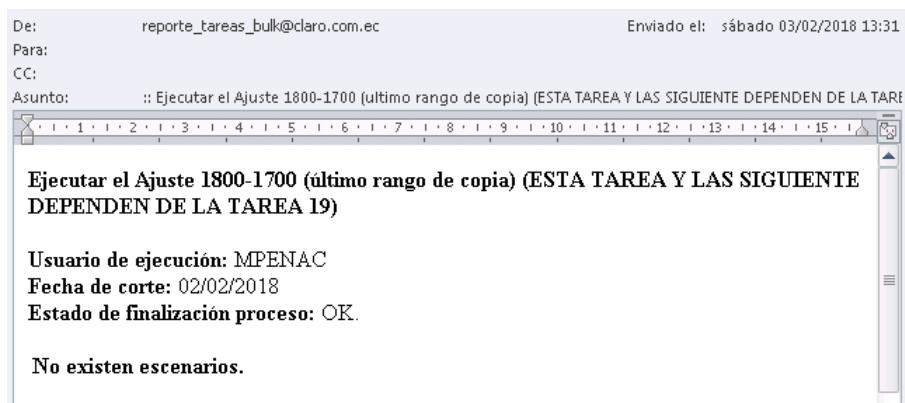 De: reporte_tareas_bulk@claro.com.ec Enviado el: sábado 03/02/2018 13:31
Para:
CC:
Asunto: :: Ejecutar el Ajuste 1800-1700 (ultimo rango de copia) (ESTA TAREA Y LAS SIGUIENTE DEPENDEN DE LA TARE
1 2 3 4 5 6 7 8 9 10 11 12 13 14 15
Ejecutar el Ajuste 1800-1700 (último rango de copia) (ESTA TAREA Y LAS SIGUIENTE
DEPENDEN DE LA TAREA 19)
Usuario de ejecución: MPENAC
Fecha de corte: 02/02/2018
Estado de finalización proceso: OK.
No existen escenarios.